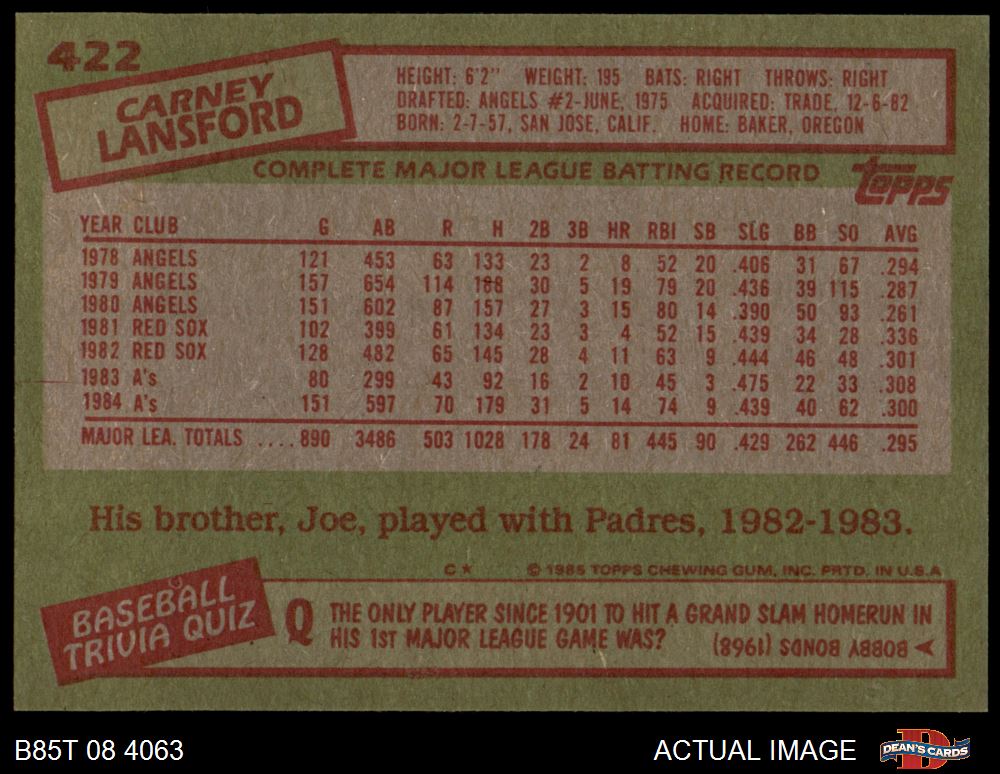 422
CARNEY
LANSFORD
HEIGHT: 6'2" WEIGHT: 195 BATS: RIGHT THROWS: RIGHT
DRAFTED: ANGELS #2-JUNE, 1975 ACQUIRED: TRADE, 12-6-82
BORN: 2-7-57, SAN JOSE, CALIF. HOME: BAKER, OREGON
COMPLETE MAJOR LEAGUE BATTING RECORD
topps
YEAR CLUB G AB R H 2B 3B HR RBI SB SLG BB SO AVG
1978 ANGELS 121 453 63 133 23 2 8 52 20 .406 31 67 .294
1979 ANGELS 157 654 114 188 30 5 19 79 20 .436 39 115 .287
1980 ANGELS 151 602 87 157 27 3 15 80 14 .390 50 93 .261
1981 RED SOX 102 399 61 134 23 3 4 52 15 .439 34 28 .336
1982 RED SOX 128 482 65 145 28 4 11 63 9 .444 46 48 .301
1983 A's 80 299 43 92 16 2 10 45 3 .475 22 33 .308
1984 A's 151 597 70 179 31 5 14 74 9 .439 40 62 .300
MAJOR LEA. TOTALS ....890 3486 503 1028 178 24 81 445 90 .429 262 446 .295
His brother, Joe, played with Padres, 1982-1983.
C★ © 1985 TOPPS CHEWING GUM, INC. PRTD. IN U.S.A
BASEBALL
TRIVIA QUIZ
Q THE ONLY PLAYER SINCE 1901 TO HIT A GRAND SLAM HOMERUN IN
HIS 1ST MAJOR LEAGUE GAME WAS?
BOBBY BONDS (1968)
B85T 08 4063
ACTUAL IMAGE
DEAN'S CARDS